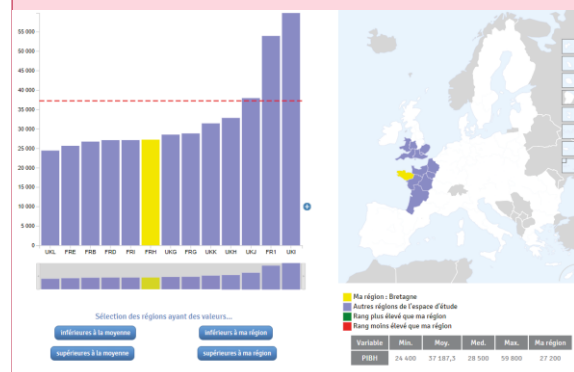 55 000
50 000
45 000
40 000
35 000
30 000
25 000
20 000
15 000
10 000
5 000
0
UKL FRE FRB FRD FRI FRH UKG FRG UKK UKH UKJ FR1 UKI
Sélection des régions ayant des valeurs...
inférieures à la moyenne
inférieurs à ma région
supérieures à la moyenne
supérieures à ma région
Ma région : Bretagne
Autres régions de l'espace d'étude
Rang plus élevé que ma région
Rang moins élevé que ma région
Variable Min. Moy. Med. Max. Ma région
PIBH 24 400 37 187,3 28 500 59 800 27 200